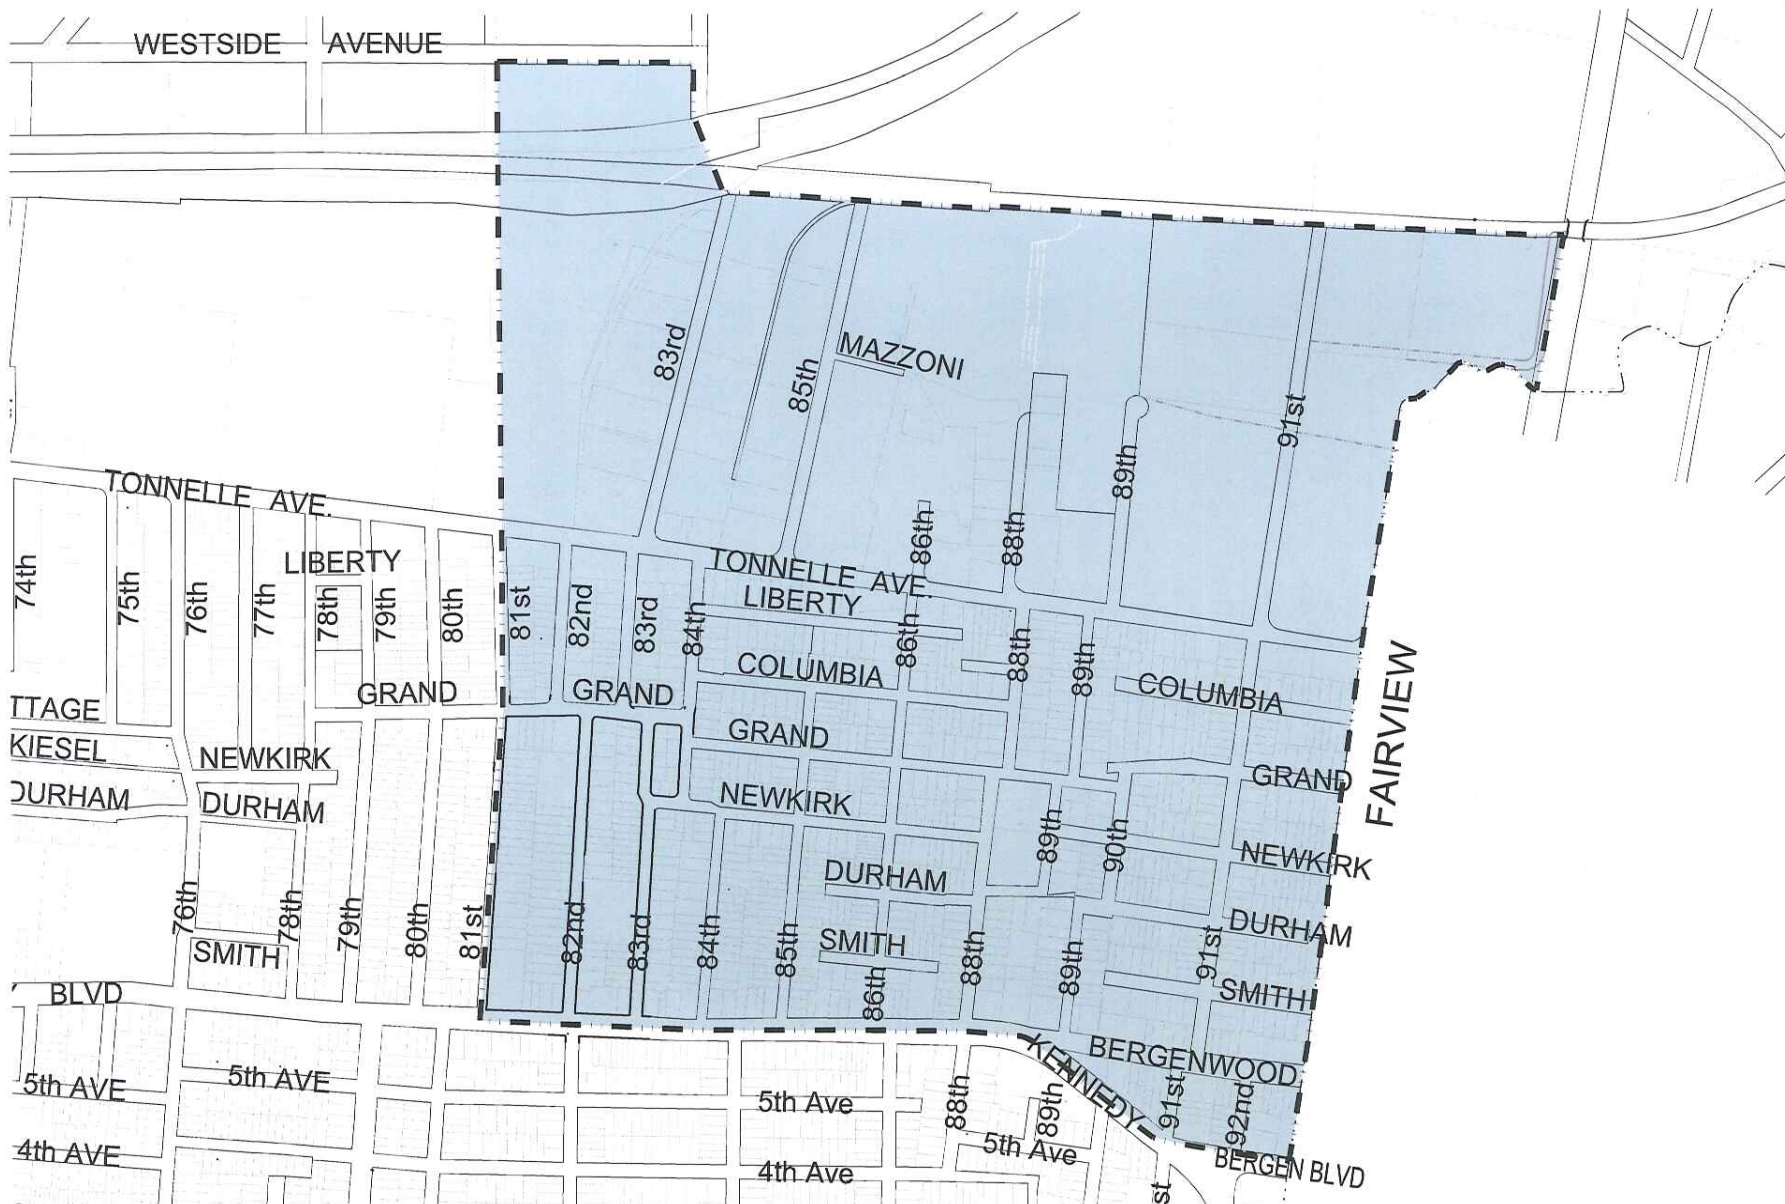 WESTSIDE AVENUE
83rd
MAZZONI
85th
91st
89th
TONNELLE AVE.
86th
88th
TONNELLE AVE.
LIBERTY
LIBERTY
74th
75th
76th
77th
78th
79th
80th
81st
82nd
83rd
84th
86th
88th
89th
COLUMBIA
COLUMBIA
FAIRVIEW
GRAND
GRAND
TTAGE
GRAND
KIESEL
NEWKIRK
GRAND
DURHAM
DURHAM
NEWKIRK
89th
90th
NEWKIRK
DURHAM
76th
78th
79th
80th
81st
82nd
83rd
84th
85th
SMITH
88th
89th
91st
DURHAM
SMITH
86th
SMITH
BLVD
KENNEDY
BERGENWOOD
5th AVE
5th AVE
5th Ave
88th
89th
91st
92nd
4th AVE
4th Ave
5th Ave
BERGEN BLVD
st